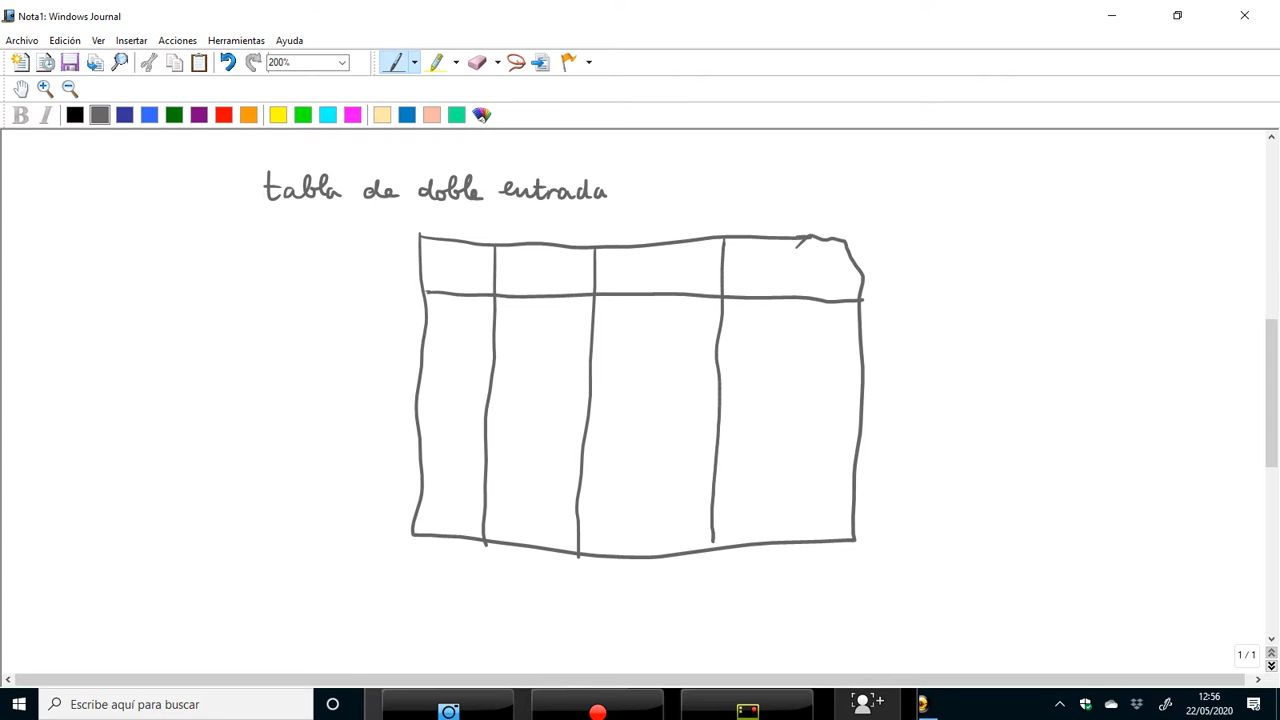 Nota1: Windows Journal
Archivo Edición Ver Insertar Acciones Herramientas Ayuda
200%
B I
tabla de doble entrada
1 / 1
Escribe aquí para buscar
12:56
22/05/2020